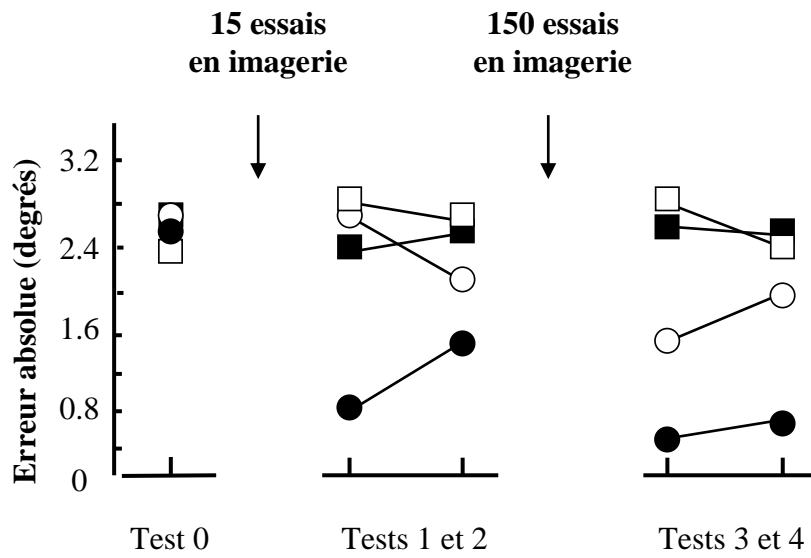 15 essais
en imagerie
150 essais
en imagerie
Erreur absolue (degrés)
3.2
2.4
1.6
0.8
0
Test 0
Tests 1 et 2
Tests 3 et 4